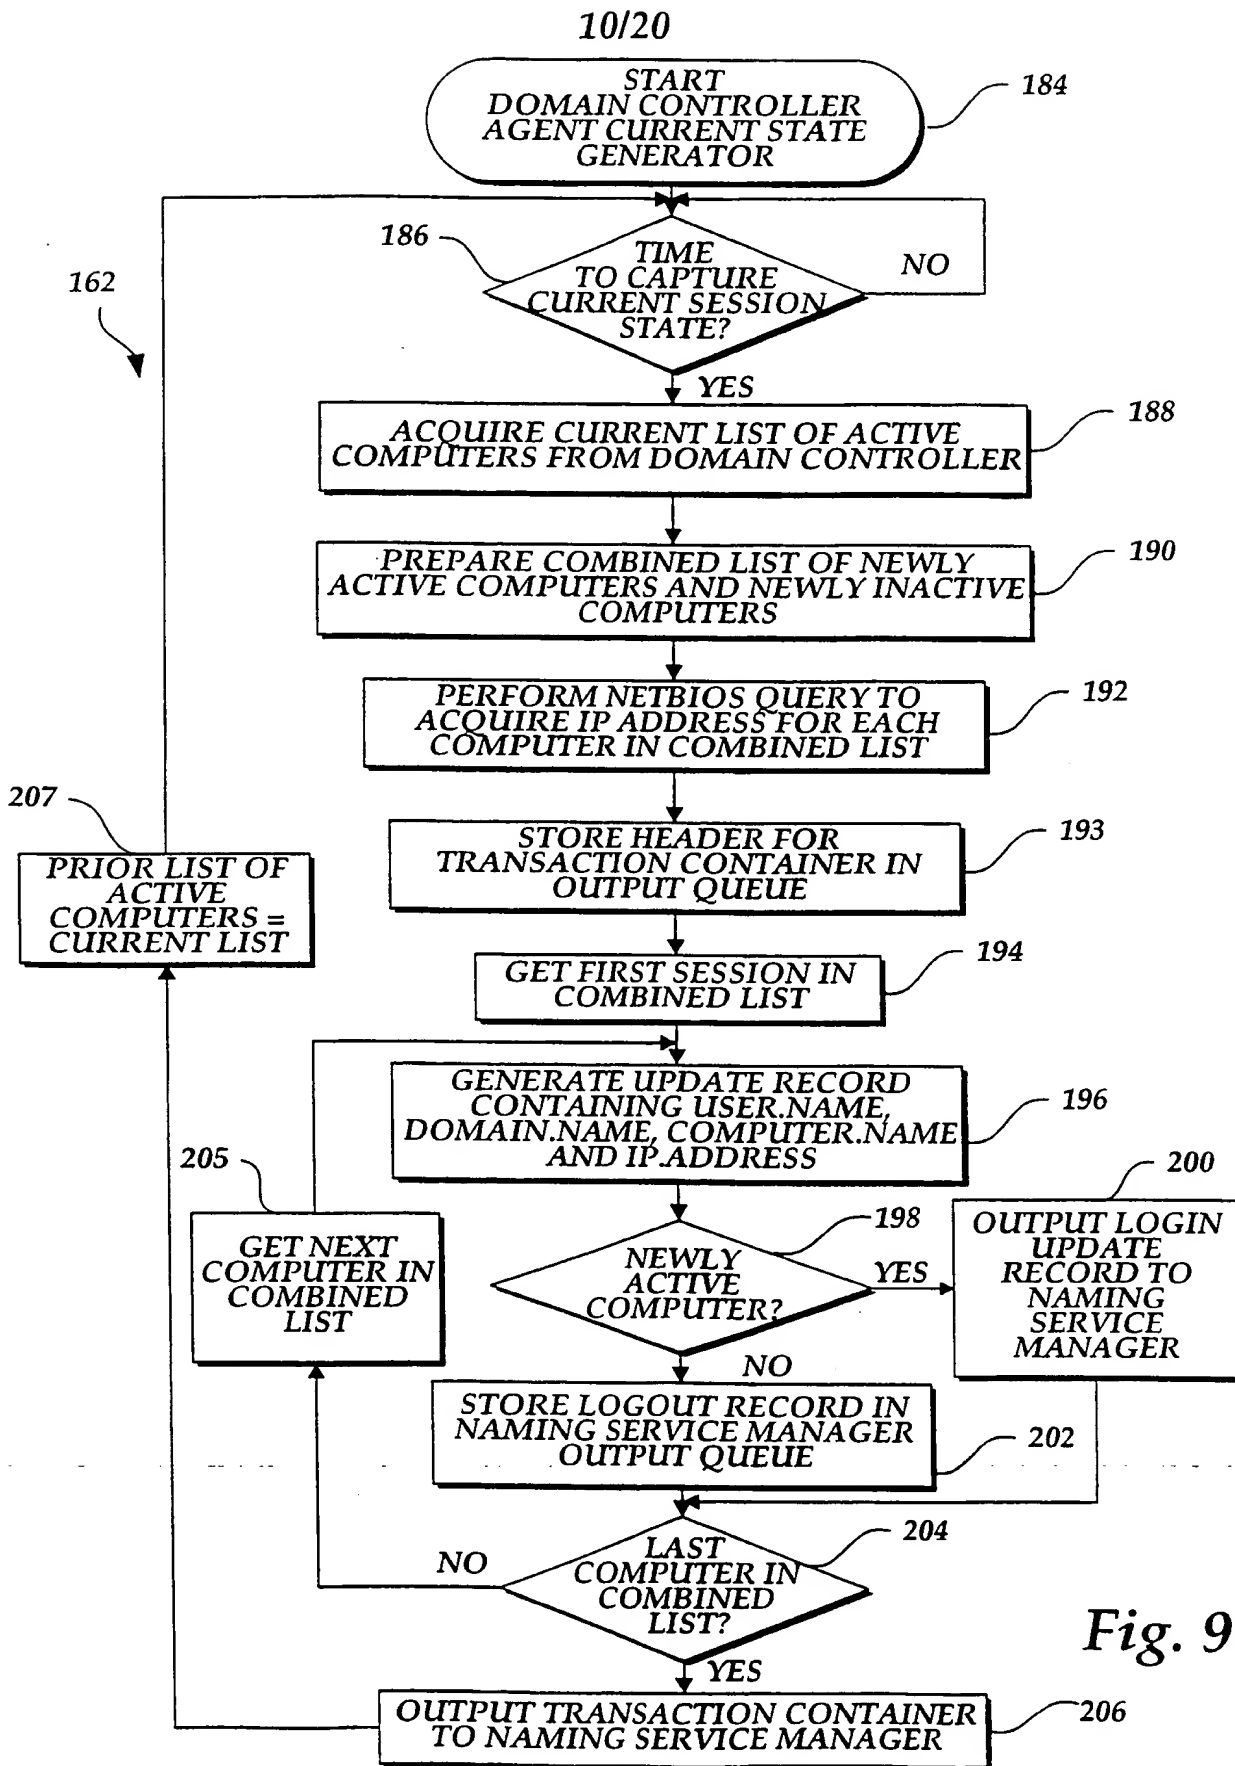 10/20
START
DOMAIN CONTROLLER
AGENT CURRENT STATE
GENERATOR
184
186
TIME
TO CAPTURE
CURRENT SESSION
STATE?
NO
162
YES
ACQUIRE CURRENT LIST OF ACTIVE
COMPUTERS FROM DOMAIN CONTROLLER
188
PREPARE COMBINED LIST OF NEWLY
ACTIVE COMPUTERS AND NEWLY INACTIVE
COMPUTERS
190
PERFORM NETBIOS QUERY TO
ACQUIRE IP ADDRESS FOR EACH
COMPUTER IN COMBINED LIST
192
207
PRIOR LIST OF
ACTIVE
COMPUTERS =
CURRENT LIST
STORE HEADER FOR
TRANSACTION CONTAINER IN
OUTPUT QUEUE
193
GET FIRST SESSION IN
COMBINED LIST
194
GENERATE UPDATE RECORD
CONTAINING USER.NAME,
DOMAIN.NAME, COMPUTER.NAME
AND IP.ADDRESS
196
205
GET NEXT
COMPUTER IN
COMBINED
LIST
NEWLY
ACTIVE
COMPUTER?
198
YES
200
OUTPUT LOGIN
UPDATE
RECORD TO
NAMING
SERVICE
MANAGER
NO
STORE LOGOUT RECORD IN
NAMING SERVICE MANAGER
OUTPUT QUEUE
202
LAST
COMPUTER IN
COMBINED
LIST?
204
NO
YES
OUTPUT TRANSACTION CONTAINER
TO NAMING SERVICE MANAGER
206
Fig. 9